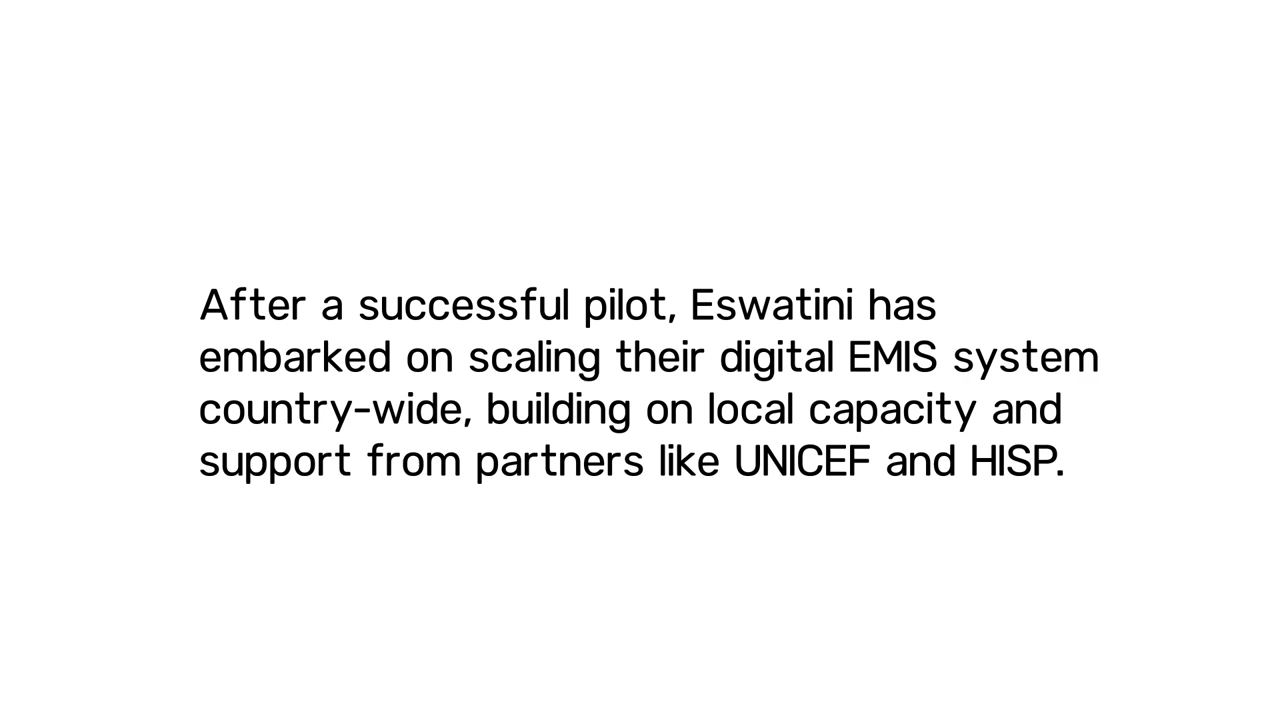 After a successful pilot, Eswatini has
embarked on scaling their digital EMIS system
country-wide, building on local capacity and
support from partners like UNICEF and HISP.